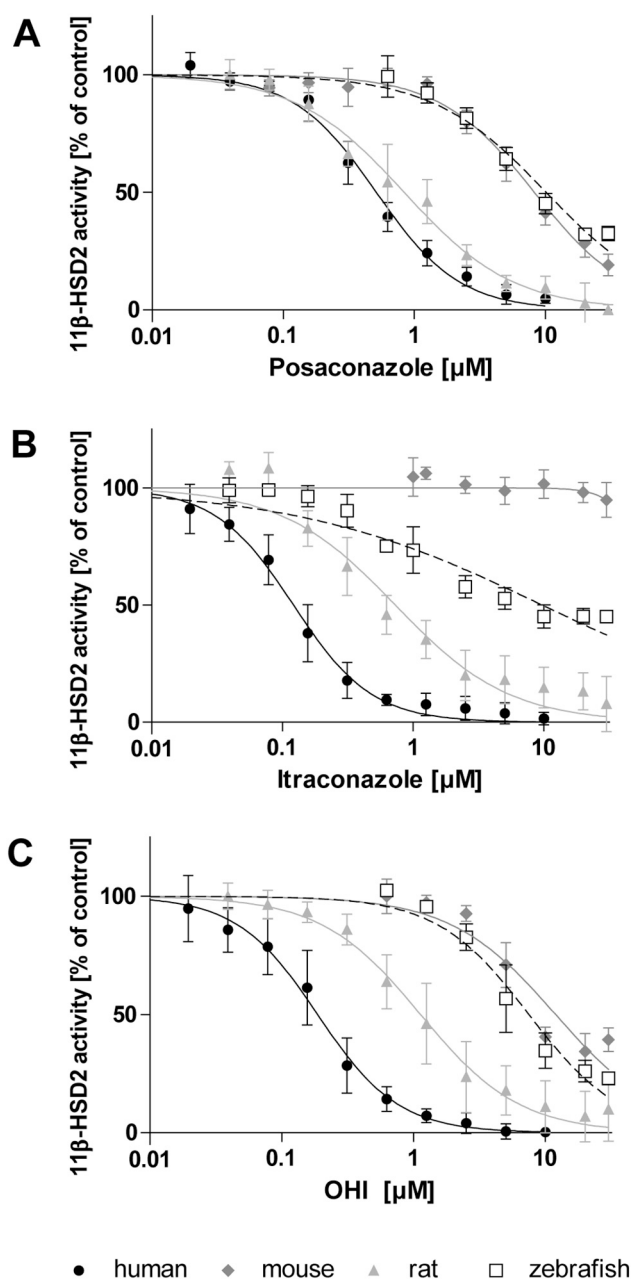 A
11β-HSD2 activity [% of control]
100
50
0
0.01 0.1 1 10
Posaconazole [µM]
B
11β-HSD2 activity [% of control]
100
50
0
0.01 0.1 1 10
Itraconazole [µM]
C
11β-HSD2 activity [% of control]
100
50
0
0.01 0.1 1 10
OHI [µM]
human mouse rat zebrafish